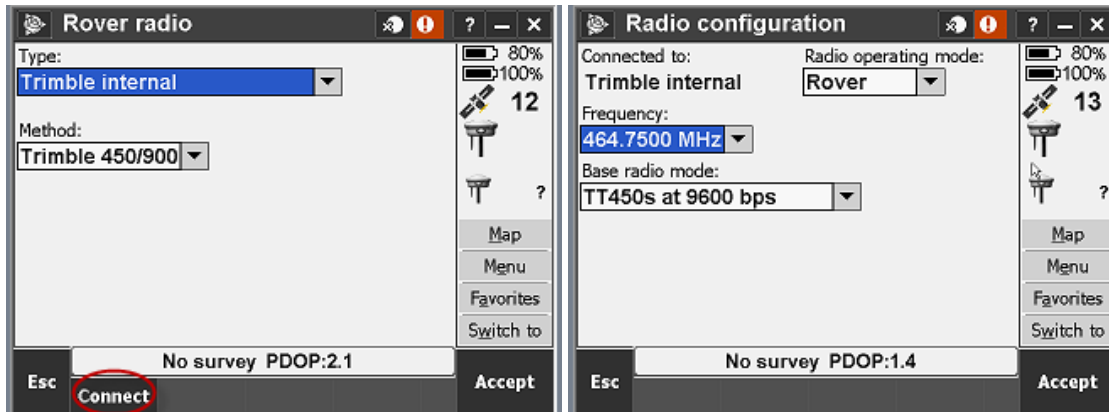 Rover radio
? – ×
Type:
Trimble internal
Method:
Trimble 450/900
80%
100%
12
?
Map
Menu
Favorites
Switch to
No survey PDOP:2.1
Esc
Connect
Accept
Radio configuration
? – ×
Connected to:
Trimble internal
Radio operating mode:
Rover
Frequency:
464.7500 MHz
Base radio mode:
TT450s at 9600 bps
80%
100%
13
?
Map
Menu
Favorites
Switch to
No survey PDOP:1.4
Esc
Accept